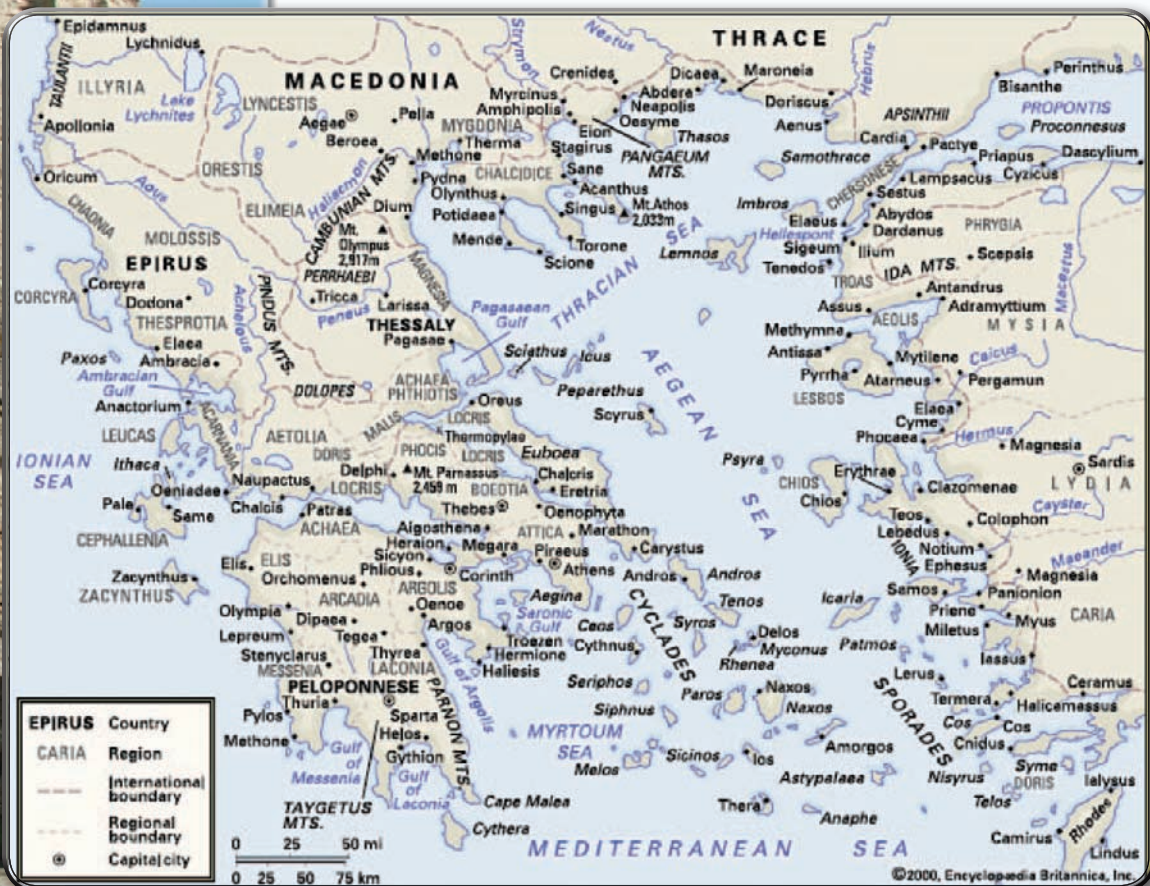 Epidamnus
Lychnidus
TAULANTII
ILLYRIA
Lake
Lychnites
Apollonia
Oricum
MACEDONIA
LYNCESTIS
Aegae
Pella
Beroea
ORESTIS
ELIMEIA
Haliacmon
CAMBUNIAN MTS.
MYGDONIA
Therma
Methone
Pydna
CHALCIDICE
Olynthus
Potidaea
Dium
Mt.
Olympus
2,917m
Mende
Scione
Torone
Singus
Mt.Athos
2,033m
Acanthus
Sane
Stagirus
Eion
Amphipolis
Myrcinus
Strymon
Nestus
Crenides
THRACE
Dicaea
Maroneia
Abdera
Neapolis
Oesyme
Thasos
PANGAEUM
MTS.
Hebrus
Doriscus
Aenus
APSINTHII
Cardia
Pactye
Perinthus
Bisanthe
PROPONTIS
Proconnesus
Priapus
Dascylium
Cyzicus
Lampsacus
CHERSONESE
Sestus
Abydos
Dardanus
Samothrace
Imbros
Elaeus
Hellespont
Sigeum
Ilium
Tenedos
Lemnos
PHRYGIA
Scepsis
IDA MTS.
TROAS
Macestus
Antandrus
Assus
Adramyttium
AEOLIS
MYSIA
Methymna
Antissa
Mytilene
Pyrrha
Atarneus
LESBOS
Caicus
Pergamun
Elaea
Cyme
Phocaea
Hermus
Magnesia
Sardis
LYDIA
Psyra
CHIOS
Chios
Erythrae
Clazomenae
Cayster
Teos
Lebedus
Colophon
IONIA
Notium
Ephesus
Maeander
Magnesia
Samos
Panionion
Priene
CARIA
Miletus
Myus
Icaria
Patmos
Iassus
Lerus
Ceramus
Termera
Halicarnassus
SPORADES
Cos
Cos
Cnidus
Syme
DORIS
Nisyrus
Telos
Ialysus
Rhodes
Camirus
Lindus
CHAONIA
Aous
MOLOSSIS
EPIRUS
CORCYRA
Corcyra
Dodona
THESPROTIA
Achelous
PINDUS
MTS.
Paxos
Elaea
Ambracia
Ambracian
Gulf
Anactorium
LEUCAS
ACARNANIA
PERRHAEBI
Tricca
Larissa
Peneus
THESSALY
Pagasae
MAGNESIA
Pagasaean
Gulf
THRACIAN
SEA
DOLOPES
ACHAEA
PHTHIOTIS
Sciathus
Icus
Peparethus
Scyrus
AEGEAN
SEA
Oreus
LOCRIS
Thermopylae
MALIS
AETOLIA
DORIS
PHOCIS
LOCRIS
Euboea
Delphi
Mt. Parnassus
2,459 m
Chalcris
Eretria
BOEOTIA
Thebes
Oenophyta
IONIAN
SEA
Ithaca
Oeniadae
Naupactus
LOCRIS
Pale
Same
Chalcis
Patras
CEPHALLENIA
ACHAEA
Aigosthena
ATTICA
Marathon
Heraion
Megara
Piraeus
Athens
Carystus
Sicyon
Corinth
Phlious
Elis
ELIS
Orchomenus
ARGOLIS
Zacynthus
ZACYNTHUS
ARCADIA
Oenoe
Aegina
Saronic
Gulf
Olympia
Dipaea
Argos
Lepreum
Tegea
Troezen
Hermione
Stenyclarus
Thyrea
Haliesis
MESSENIA
LACONIA
Gulf of Argolis
PELOPONNESE
PARNON MTS.
Thuria
Sparta
Pylos
Helos
Methone
Gythion
Gulf
of
Messenia
Gulf
of
Laconia
TAYGETUS
MTS.
Cape Malea
Cythera
Andros
Andros
Tenos
CYCLADES
Ceos
Syros
Cythnus
Delos
Myconus
Rhenea
Seriphos
Paros
Naxos
Naxos
Siphnus
MYRTOUM
SEA
Melos
Sicinos
Ios
Amorgos
Astypalaea
Thera
Anaphe
MEDITERRANEAN SEA
EPIRUS Country
CARIA Region
International
boundary
Regional
boundary
Capital city
0 25 50 mi
0 25 50 75 km
©2000, Encyclopædia Britannica, Inc.